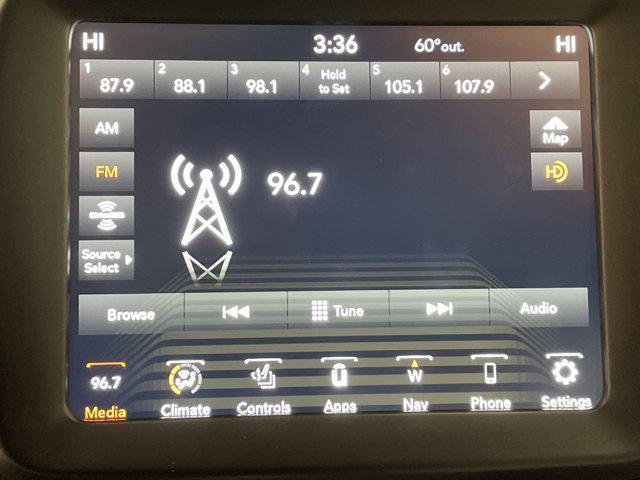 HI 3:36 60°out. HI
1 87.9 2 88.1 3 98.1 4 Hold to Set 5 105.1 6 107.9
AM
Map
FM
HD
96.7
SiriusXM
Source
Select
Browse Tune Audio
96.7 W
Media Climate Controls Apps Nav Phone Settings